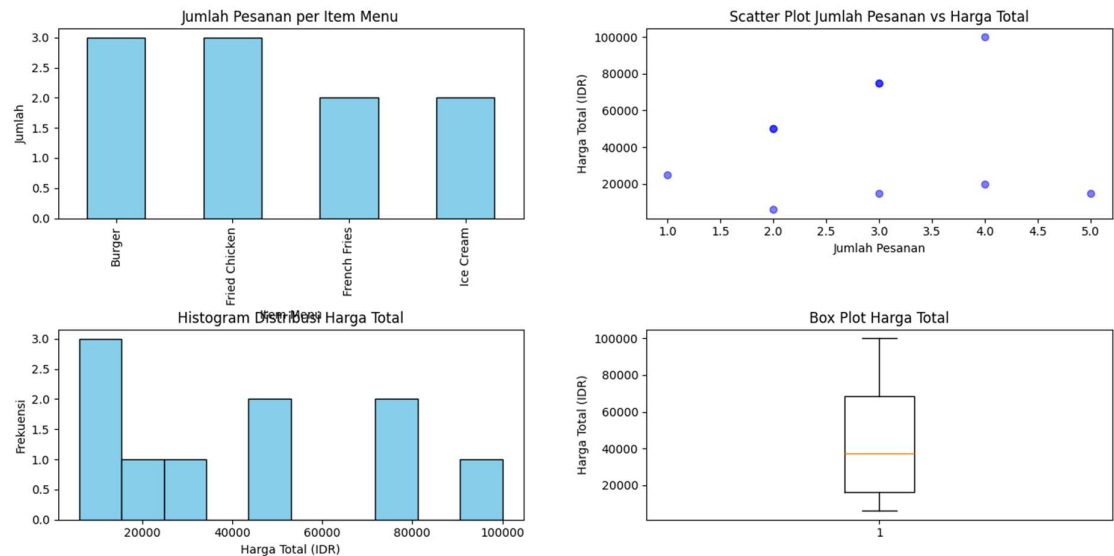 Jumlah Pesanan per Item Menu
Jumlah
3.0
2.5
2.0
1.5
1.0
0.5
0.0
Burger
Fried Chicken
French Fries
Ice Cream
Item Menu
Scatter Plot Jumlah Pesanan vs Harga Total
Harga Total (IDR)
100000
80000
60000
40000
20000
1.0 1.5 2.0 2.5 3.0 3.5 4.0 4.5 5.0
Jumlah Pesanan
Histogram Distribusi Harga Total
Frekuensi
3.0
2.5
2.0
1.5
1.0
0.5
0.0
20000 40000 60000 80000 100000
Harga Total (IDR)
Box Plot Harga Total
Harga Total (IDR)
100000
80000
60000
40000
20000
1